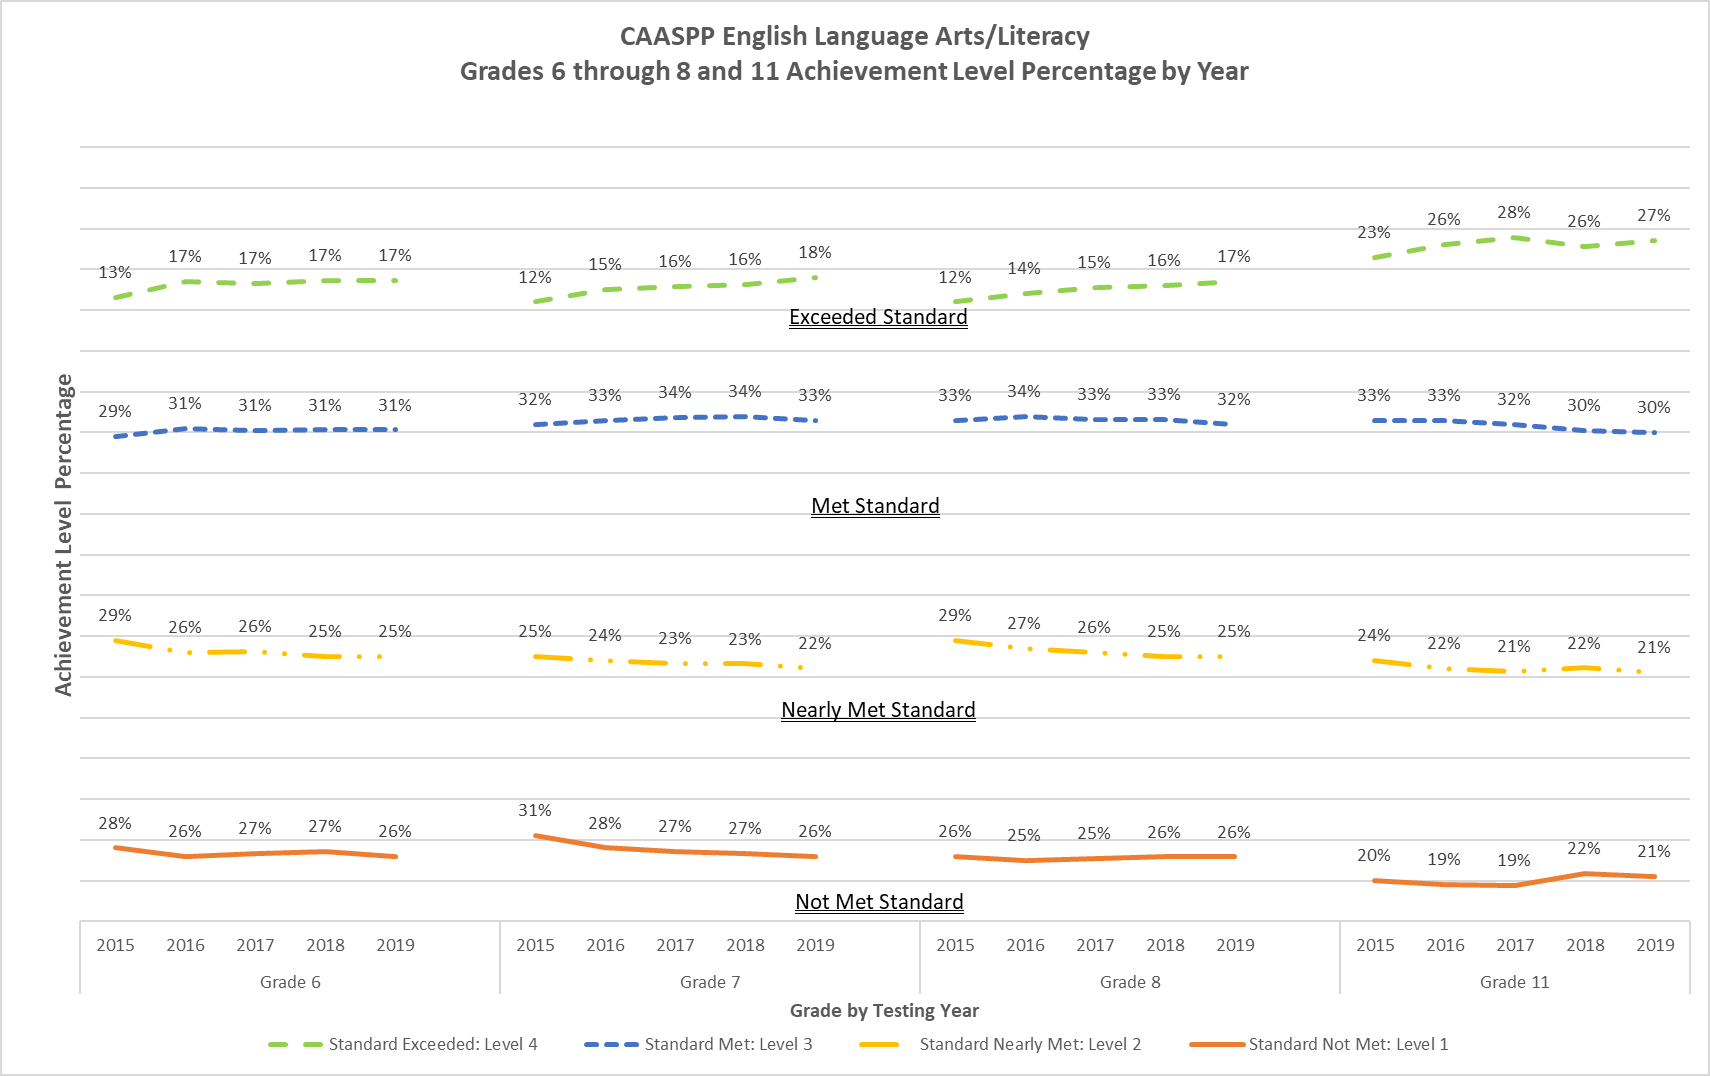 CAASPP English Language Arts/Literacy
Grades 6 through 8 and 11 Achievement Level Percentage by Year
Achievement Level Percentage
13% 17% 17% 17% 17% 12% 15% 16% 16% 18% 12% 14% 15% 16% 17% 23% 26% 28% 26% 27%
Exceeded Standard
29% 31% 31% 31% 31% 32% 33% 34% 34% 33% 33% 34% 33% 33% 32% 33% 33% 32% 30% 30%
Met Standard
29% 26% 26% 25% 25% 25% 24% 23% 23% 22% 29% 27% 26% 25% 25% 24% 22% 21% 22% 21%
Nearly Met Standard
28% 26% 27% 27% 26% 31% 28% 27% 27% 26% 26% 25% 25% 26% 26% 20% 19% 19% 22% 21%
Not Met Standard
2015 2016 2017 2018 2019 2015 2016 2017 2018 2019 2015 2016 2017 2018 2019 2015 2016 2017 2018 2019
Grade 6 Grade 7 Grade 8 Grade 11
Grade by Testing Year
Standard Exceeded: Level 4 Standard Met: Level 3 Standard Nearly Met: Level 2 Standard Not Met: Level 1